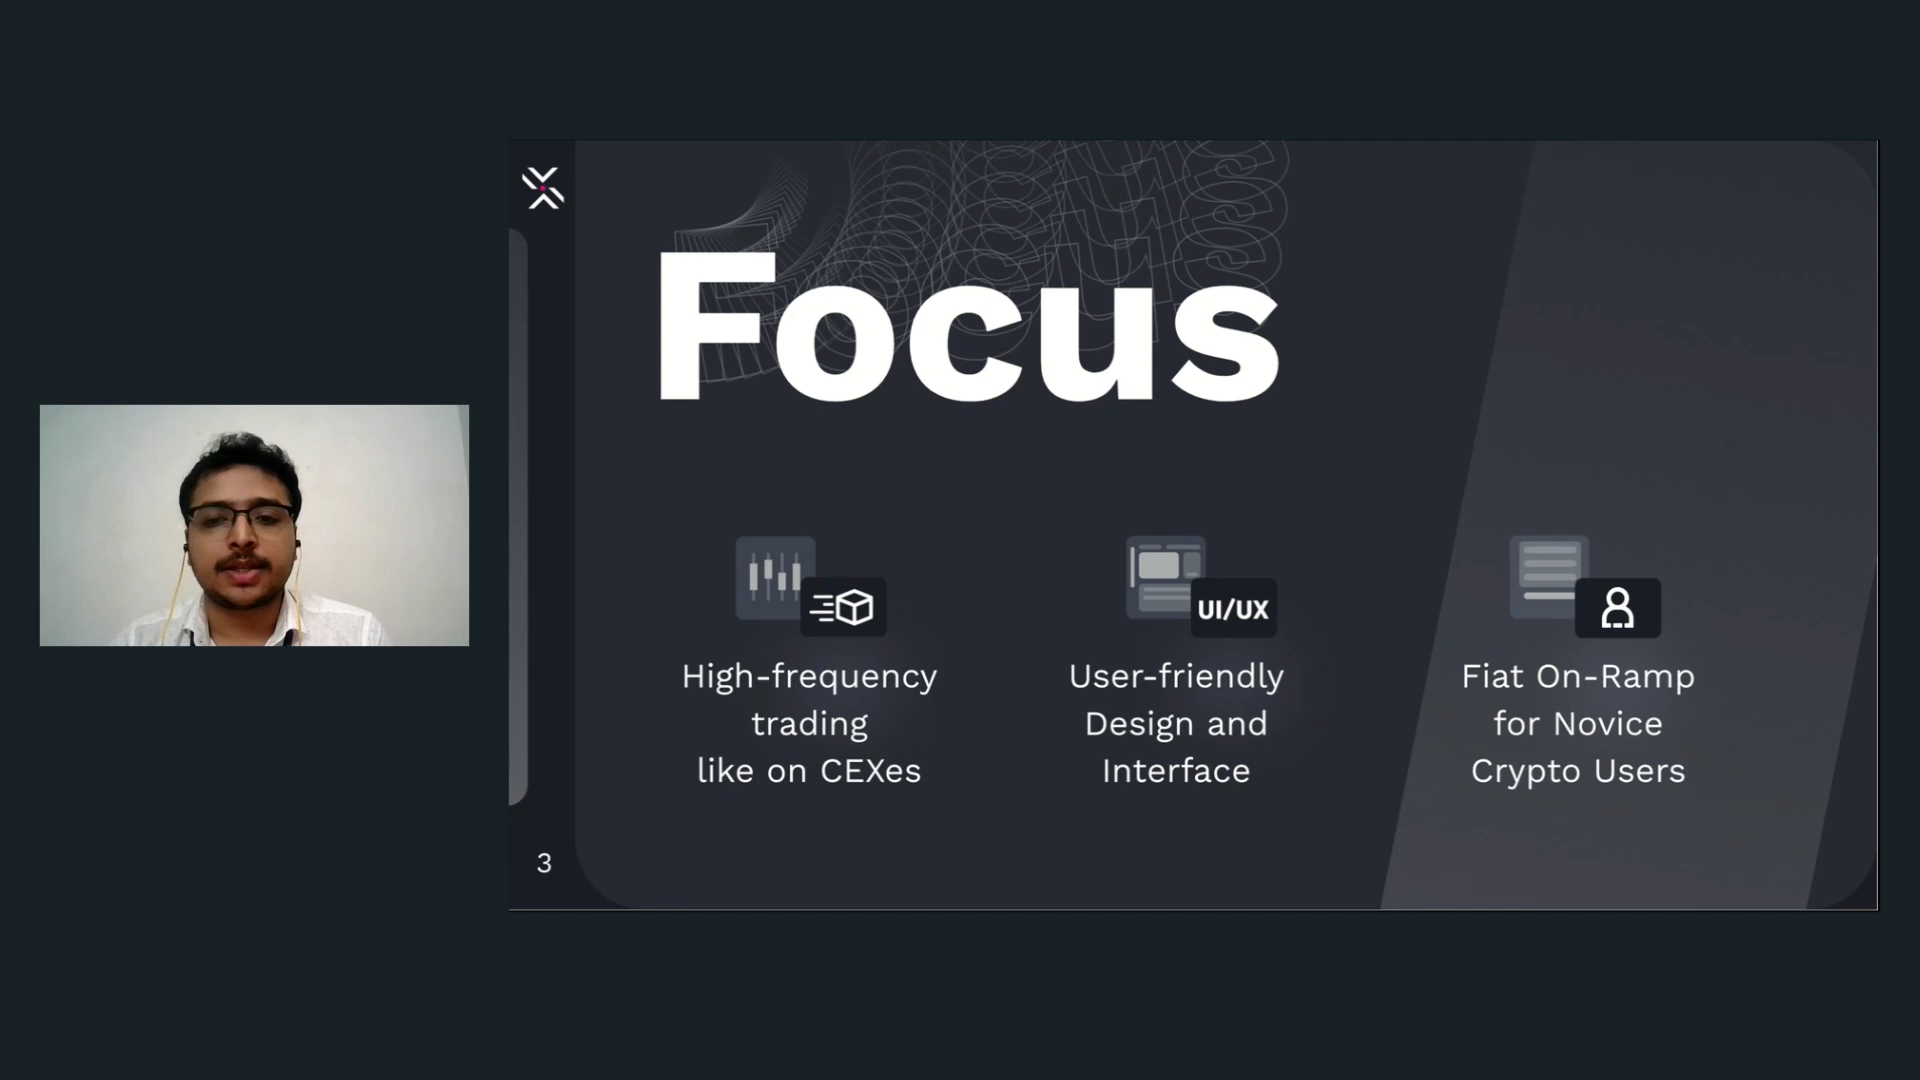 Focus
UI/UX
High-frequency
trading
like on CEXes
User-friendly
Design and
Interface
Fiat On-Ramp
for Novice
Crypto Users
3